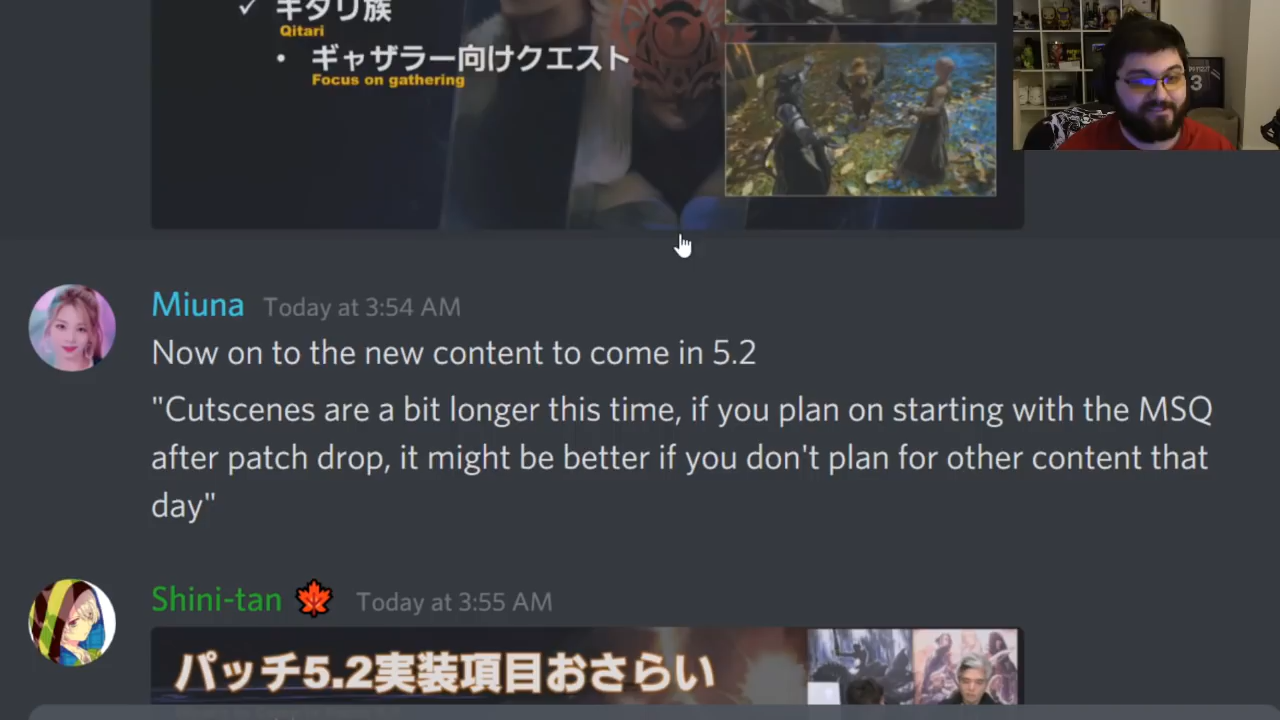 キタリ族
Qitari
• ギャザラー向けクエスト
Focus on gathering
Miuna Today at 3:54 AM
Now on to the new content to come in 5.2
"Cutscenes are a bit longer this time, if you plan on starting with the MSQ
after patch drop, it might be better if you don't plan for other content that
day"
Shini-tan Today at 3:55 AM
パッチ5.2実装項目おさらい
3